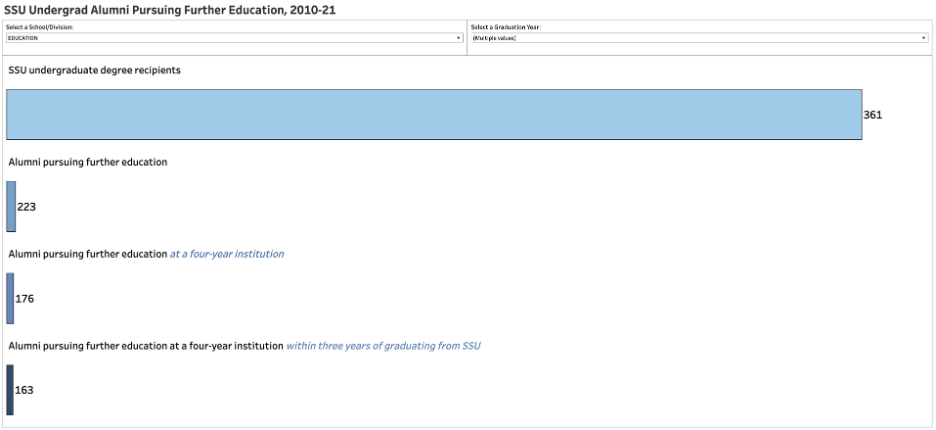 SSU Undergrad Alumni Pursuing Further Education, 2010-21
Select a School/Division:
EDUCATION
Select a Graduation Year:
(Multiple values)
SSU undergraduate degree recipients
361
Alumni pursuing further education
223
Alumni pursuing further education at a four-year institution
176
Alumni pursuing further education at a four-year institution within three years of graduating from SSU
163